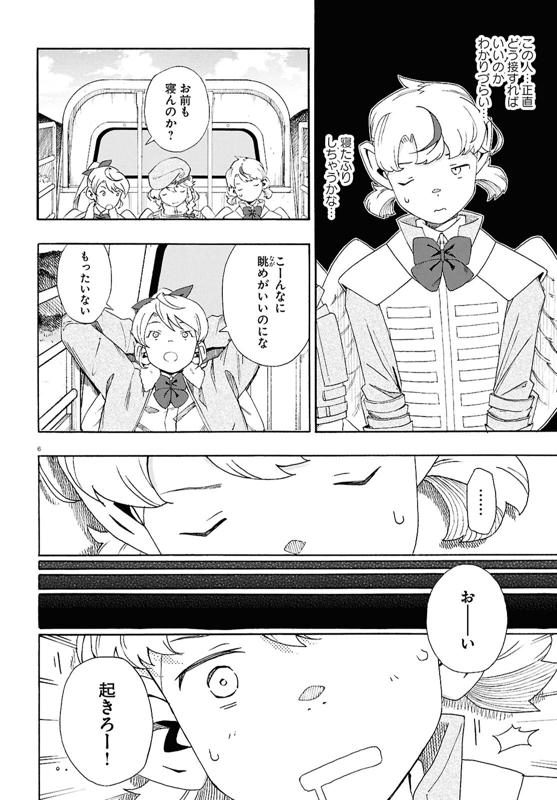 この人…正直
どう接すれば
いいのか
わかりづらい…
寝たふり
しちゃうかな…
お前も
寝んのか？
こーんなに
眺めがいいのにな
なが
もったいない
6
……
おーい
起きろー！